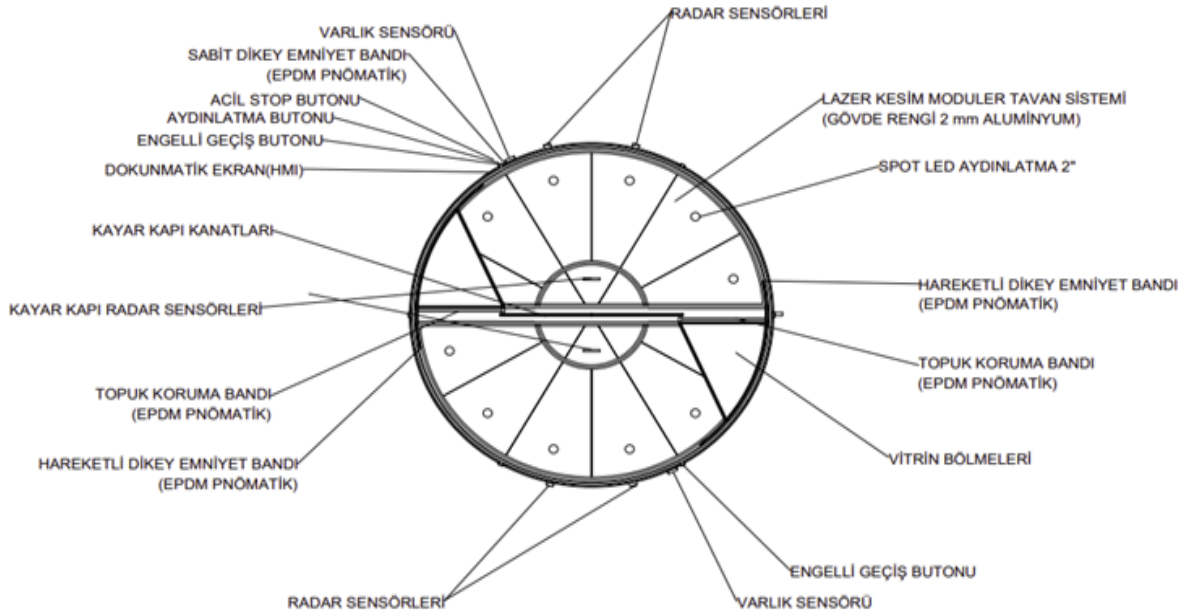 RADAR SENSÖRLERİ
VARLIK SENSÖRÜ
SABİT DİKEY EMNİYET BANDI
(EPDM PNÖMATİK)
ACİL STOP BUTONU
AYDINLATMA BUTONU
ENGELLİ GEÇİŞ BUTONU
DOKUNMATİK EKRAN(HMI)
KAYAR KAPI KANATLARI
KAYAR KAPI RADAR SENSÖRLERİ
TOPUK KORUMA BANDI
(EPDM PNÖMATİK)
HAREKETLİ DİKEY EMNİYET BANDI
(EPDM PNÖMATİK)
RADAR SENSÖRLERİ
LAZER KESİM MODULER TAVAN SİSTEMİ
(GÖVDE RENGİ 2 mm ALUMİNYUM)
SPOT LED AYDINLATMA 2"
HAREKETLİ DİKEY EMNİYET BANDI
(EPDM PNÖMATİK)
TOPUK KORUMA BANDI
(EPDM PNÖMATİK)
VİTRİN BÖLMELERİ
ENGELLİ GEÇİŞ BUTONU
VARLIK SENSÖRÜ